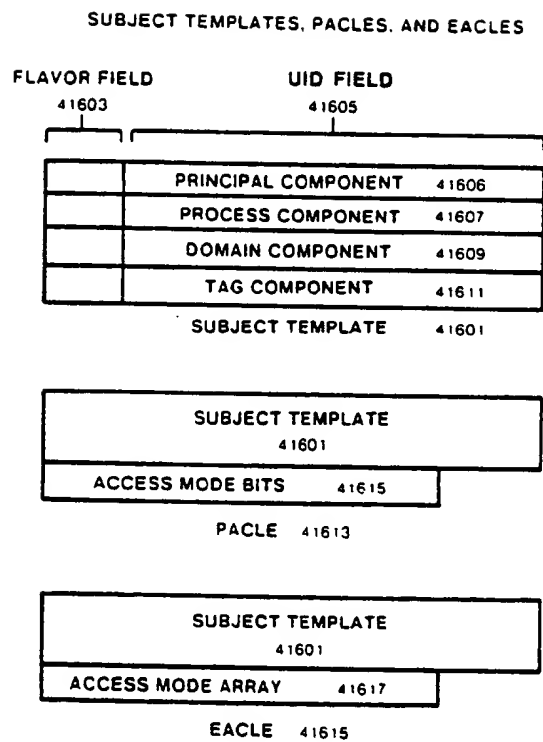 SUBJECT TEMPLATES, PACLES, AND EACLES
FLAVOR FIELD UID FIELD
41603 41605
PRINCIPAL COMPONENT 41606
PROCESS COMPONENT 41607
DOMAIN COMPONENT 41609
TAG COMPONENT 41611
SUBJECT TEMPLATE 41601
SUBJECT TEMPLATE
41601
ACCESS MODE BITS 41615
PACLE 41613
SUBJECT TEMPLATE
41601
ACCESS MODE ARRAY 41617
EACLE 41615